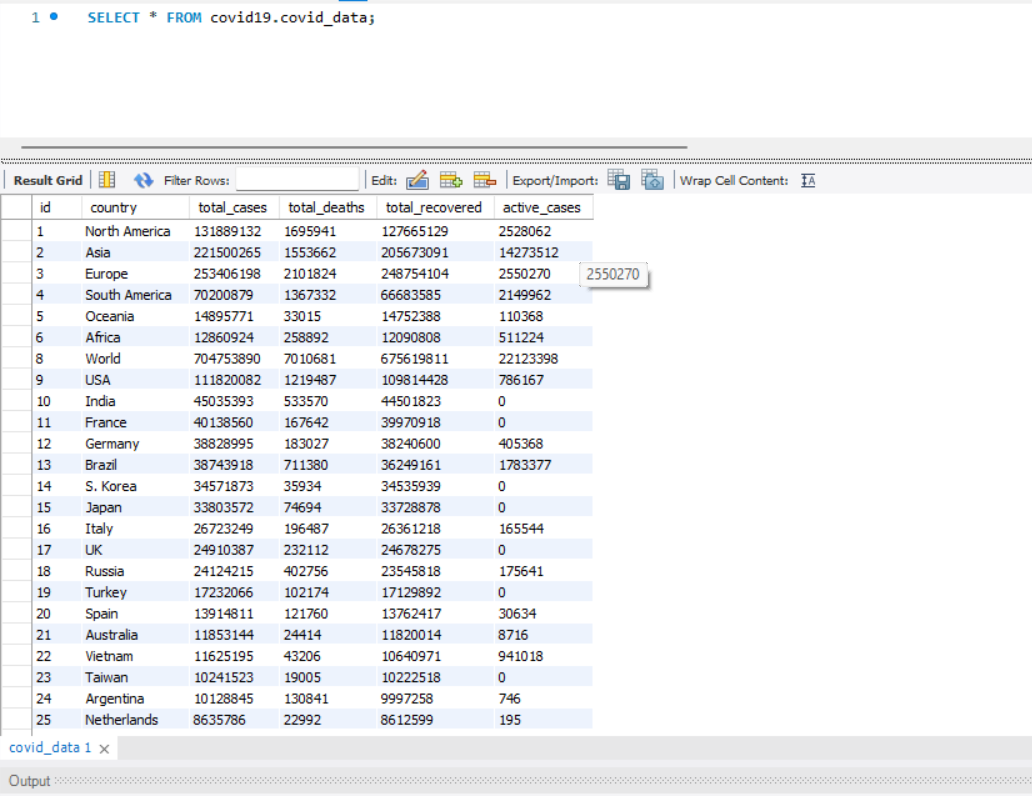 1 SELECT * FROM covid19.covid_data;
Result Grid Filter Rows: Edit: Export/Import: Wrap Cell Content:
id country total_cases total_deaths total_recovered active_cases
1 North America 131889132 1695941 127665129 2528062
2 Asia 221500265 1553662 205673091 14273512
3 Europe 253406198 2101824 248754104 2550270 2550270
4 South America 70200879 1367332 66683585 2149962
5 Oceania 14895771 33015 14752388 110368
6 Africa 12860924 258892 12090808 511224
8 World 704753890 7010681 675619811 22123398
9 USA 111820082 1219487 109814428 786167
10 India 45035393 533570 44501823 0
11 France 40138560 167642 39970918 0
12 Germany 38828995 183027 38240600 405368
13 Brazil 38743918 711380 36249161 1783377
14 S. Korea 34571873 35934 34535939 0
15 Japan 33803572 74694 33728878 0
16 Italy 26723249 196487 26361218 165544
17 UK 24910387 232112 24678275 0
18 Russia 24124215 402756 23545818 175641
19 Turkey 17232066 102174 17129892 0
20 Spain 13914811 121760 13762417 30634
21 Australia 11853144 24414 11820014 8716
22 Vietnam 11625195 43206 10640971 941018
23 Taiwan 10241523 19005 10222518 0
24 Argentina 10128845 130841 9997258 746
25 Netherlands 8635786 22992 8612599 195
covid_data 1
Output